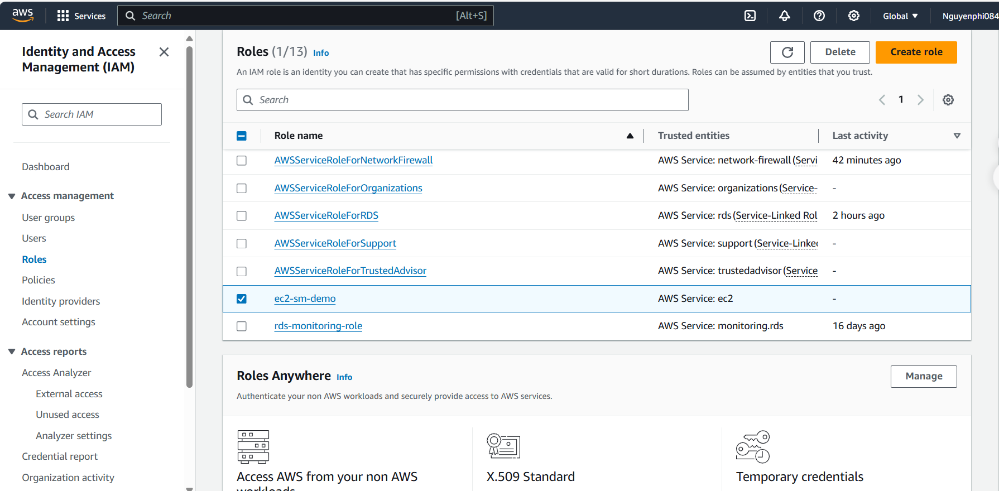 aws
Services
Search
[Alt+S]
Global
Nguyenphi084
Identity and Access
Management (IAM)
Search IAM
Dashboard
Access management
User groups
Users
Roles
Policies
Identity providers
Account settings
Access reports
Access Analyzer
External access
Unused access
Analyzer settings
Credential report
Organization activity
Roles (1/13) Info
Delete
Create role
An IAM role is an identity you can create that has specific permissions with credentials that are valid for short durations. Roles can be assumed by entities that you trust.
Search
1
Role name Trusted entities Last activity
AWSServiceRoleForNetworkFirewall AWS Service: network-firewall (Servi 42 minutes ago
AWSServiceRoleForOrganizations AWS Service: organizations (Service- -
AWSServiceRoleForRDS AWS Service: rds (Service-Linked Rol 2 hours ago
AWSServiceRoleForSupport AWS Service: support (Service-Linked -
AWSServiceRoleForTrustedAdvisor AWS Service: trustedadvisor (Service -
ec2-sm-demo AWS Service: ec2 -
rds-monitoring-role AWS Service: monitoring.rds 16 days ago
Roles Anywhere Info
Manage
Authenticate your non AWS workloads and securely provide access to AWS services.
Access AWS from your non AWS
workloads
X.509 Standard
Temporary credentials